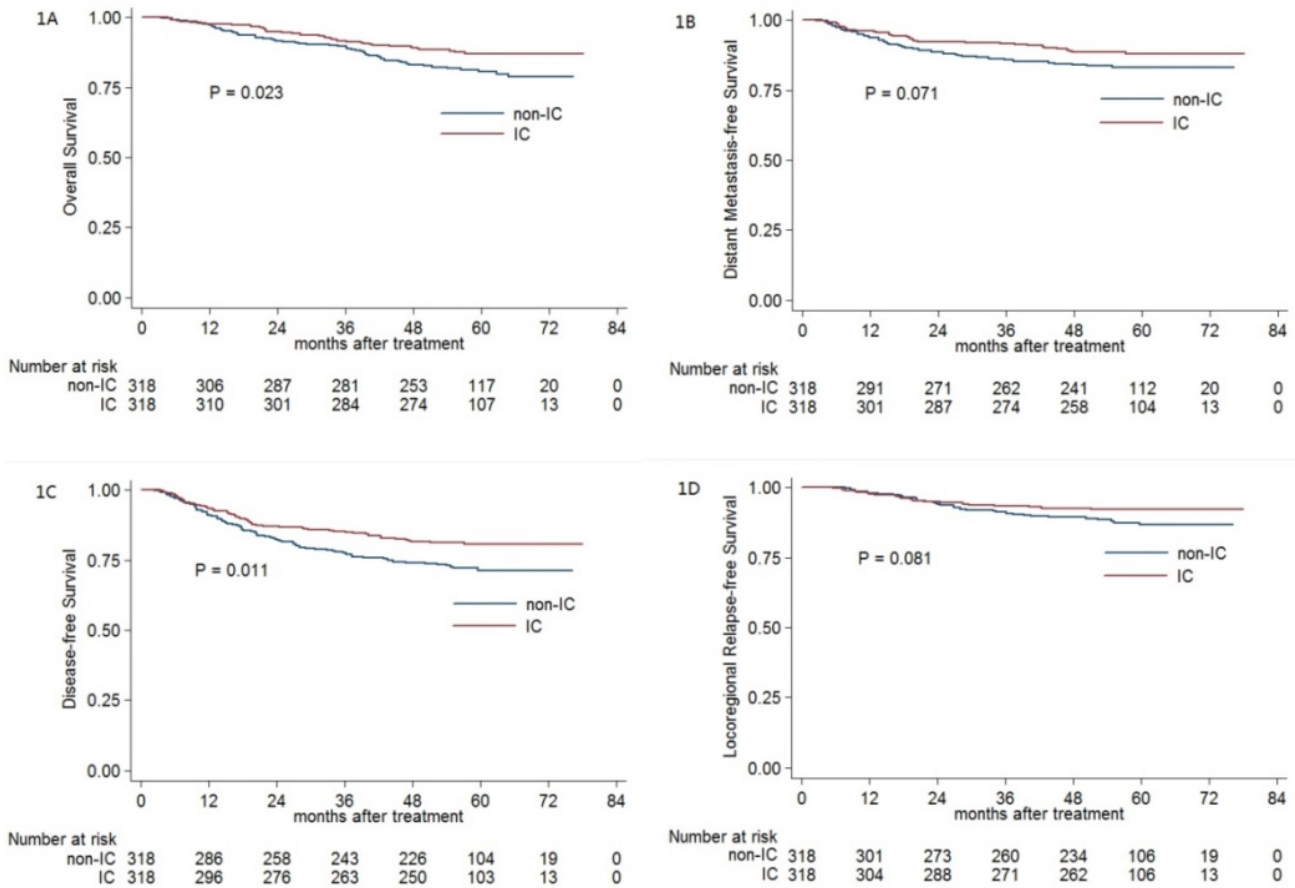 1A
Overall Survival
1.00
0.75
0.50
0.25
0.00
P = 0.023
non-IC
IC
0 12 24 36 48 60 72 84
months after treatment
Number at risk
non-IC 318 306 287 281 253 117 20 0
IC 318 310 301 284 274 107 13 0
1B
Distant Metastasis-free Survival
1.00
0.75
0.50
0.25
0.00
P = 0.071
non-IC
IC
0 12 24 36 48 60 72 84
months after treatment
Number at risk
non-IC 318 291 271 262 241 112 20 0
IC 318 301 287 274 258 104 13 0
1C
Disease-free Survival
1.00
0.75
0.50
0.25
0.00
P = 0.011
non-IC
IC
0 12 24 36 48 60 72 84
months after treatment
Number at risk
non-IC 318 286 258 243 226 104 19 0
IC 318 296 276 263 250 103 13 0
1D
Locoregional Relapse-free Survival
1.00
0.75
0.50
0.25
0.00
P = 0.081
non-IC
IC
0 12 24 36 48 60 72 84
months after treatment
Number at risk
non-IC 318 301 273 260 234 106 19 0
IC 318 304 288 271 262 106 13 0